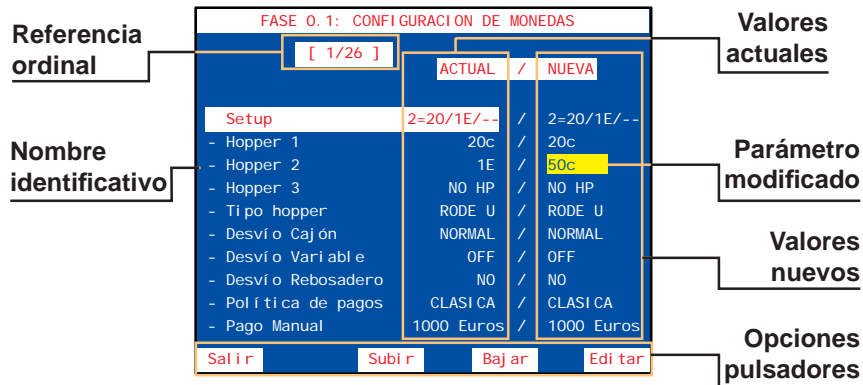 FASE 0.1: CONFIGURACION DE MONEDAS
Referencia
ordinal
[ 1/26 ]
Valores
actuales
ACTUAL / NUEVA
Setup 2=20/1E/-- / 2=20/1E/--
- Hopper 1 20c / 20c
- Hopper 2 1E / 50c
- Hopper 3 NO HP / NO HP
- Tipo hopper RODE U / RODE U
- Desvío Cajón NORMAL / NORMAL
- Desvío Variable OFF / OFF
- Desvío Rebosadero NO / NO
- Política de pagos CLASICA / CLASICA
- Pago Manual 1000 Euros / 1000 Euros
Nombre
identificativo
Parámetro
modificado
Valores
nuevos
Salir Subir Bajar Editar
Opciones
pulsadores